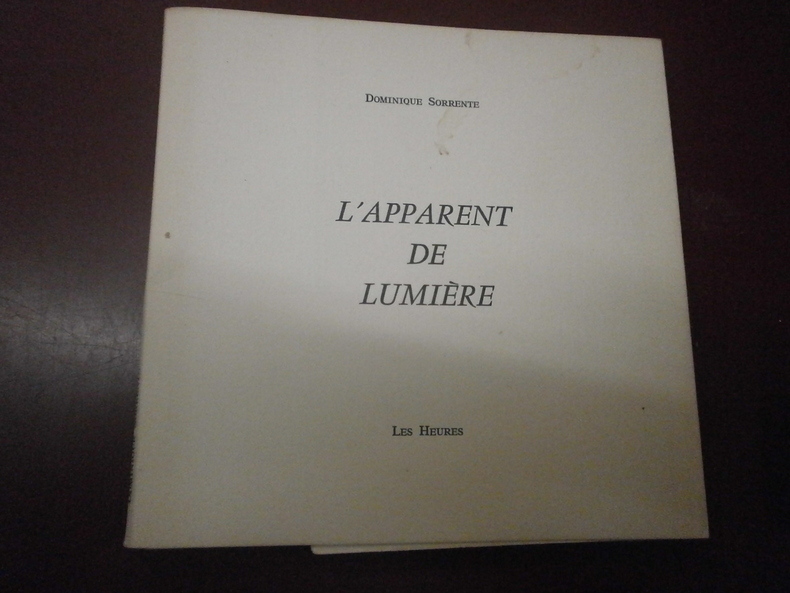 Dominique Sorrente
L'APPARENT
DE
LUMIÈRE
Les Heures